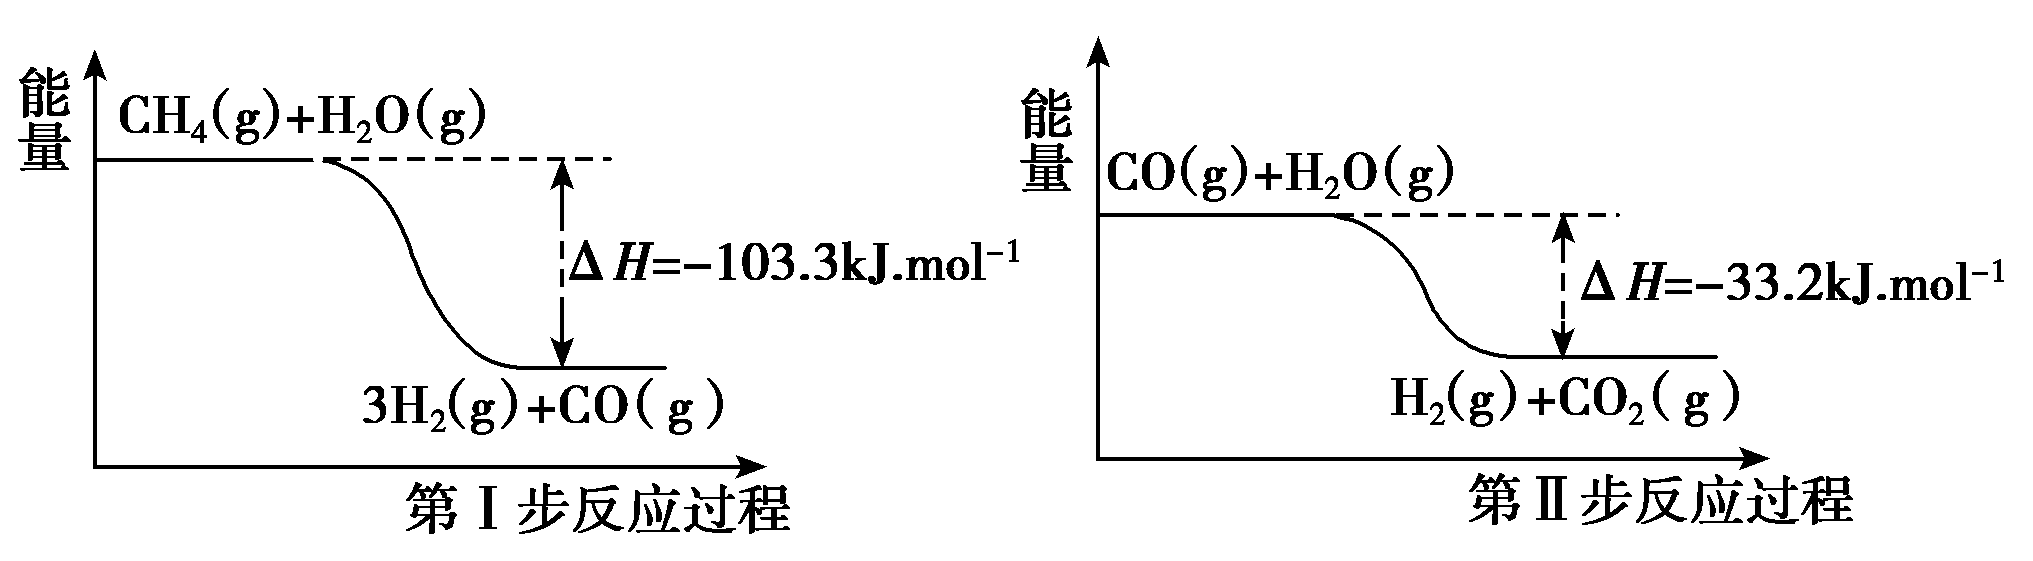 能量
CH₄(g)+H₂O(g)
ΔH=-103.3kJ.mol⁻¹
3H₂(g)+CO(g)
第Ⅰ步反应过程
能量
CO(g)+H₂O(g)
ΔH=-33.2kJ.mol⁻¹
H₂(g)+CO₂(g)
第Ⅱ步反应过程